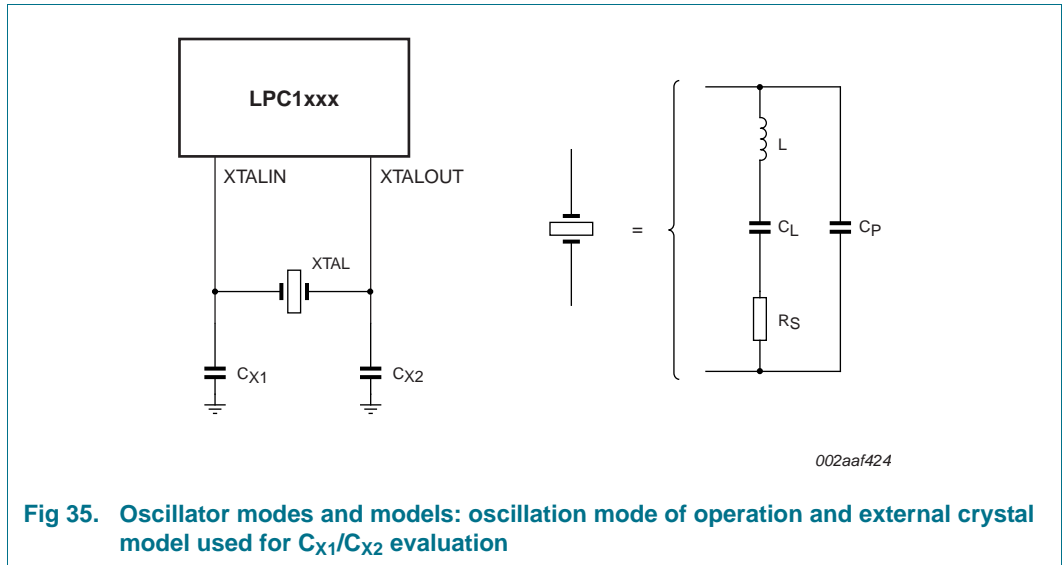 LPC1xxx
XTALIN XTALOUT
XTAL
CX1 CX2
=
L
CL CP
RS
002aaf424
Fig 35. Oscillator modes and models: oscillation mode of operation and external crystal
model used for CX1/CX2 evaluation